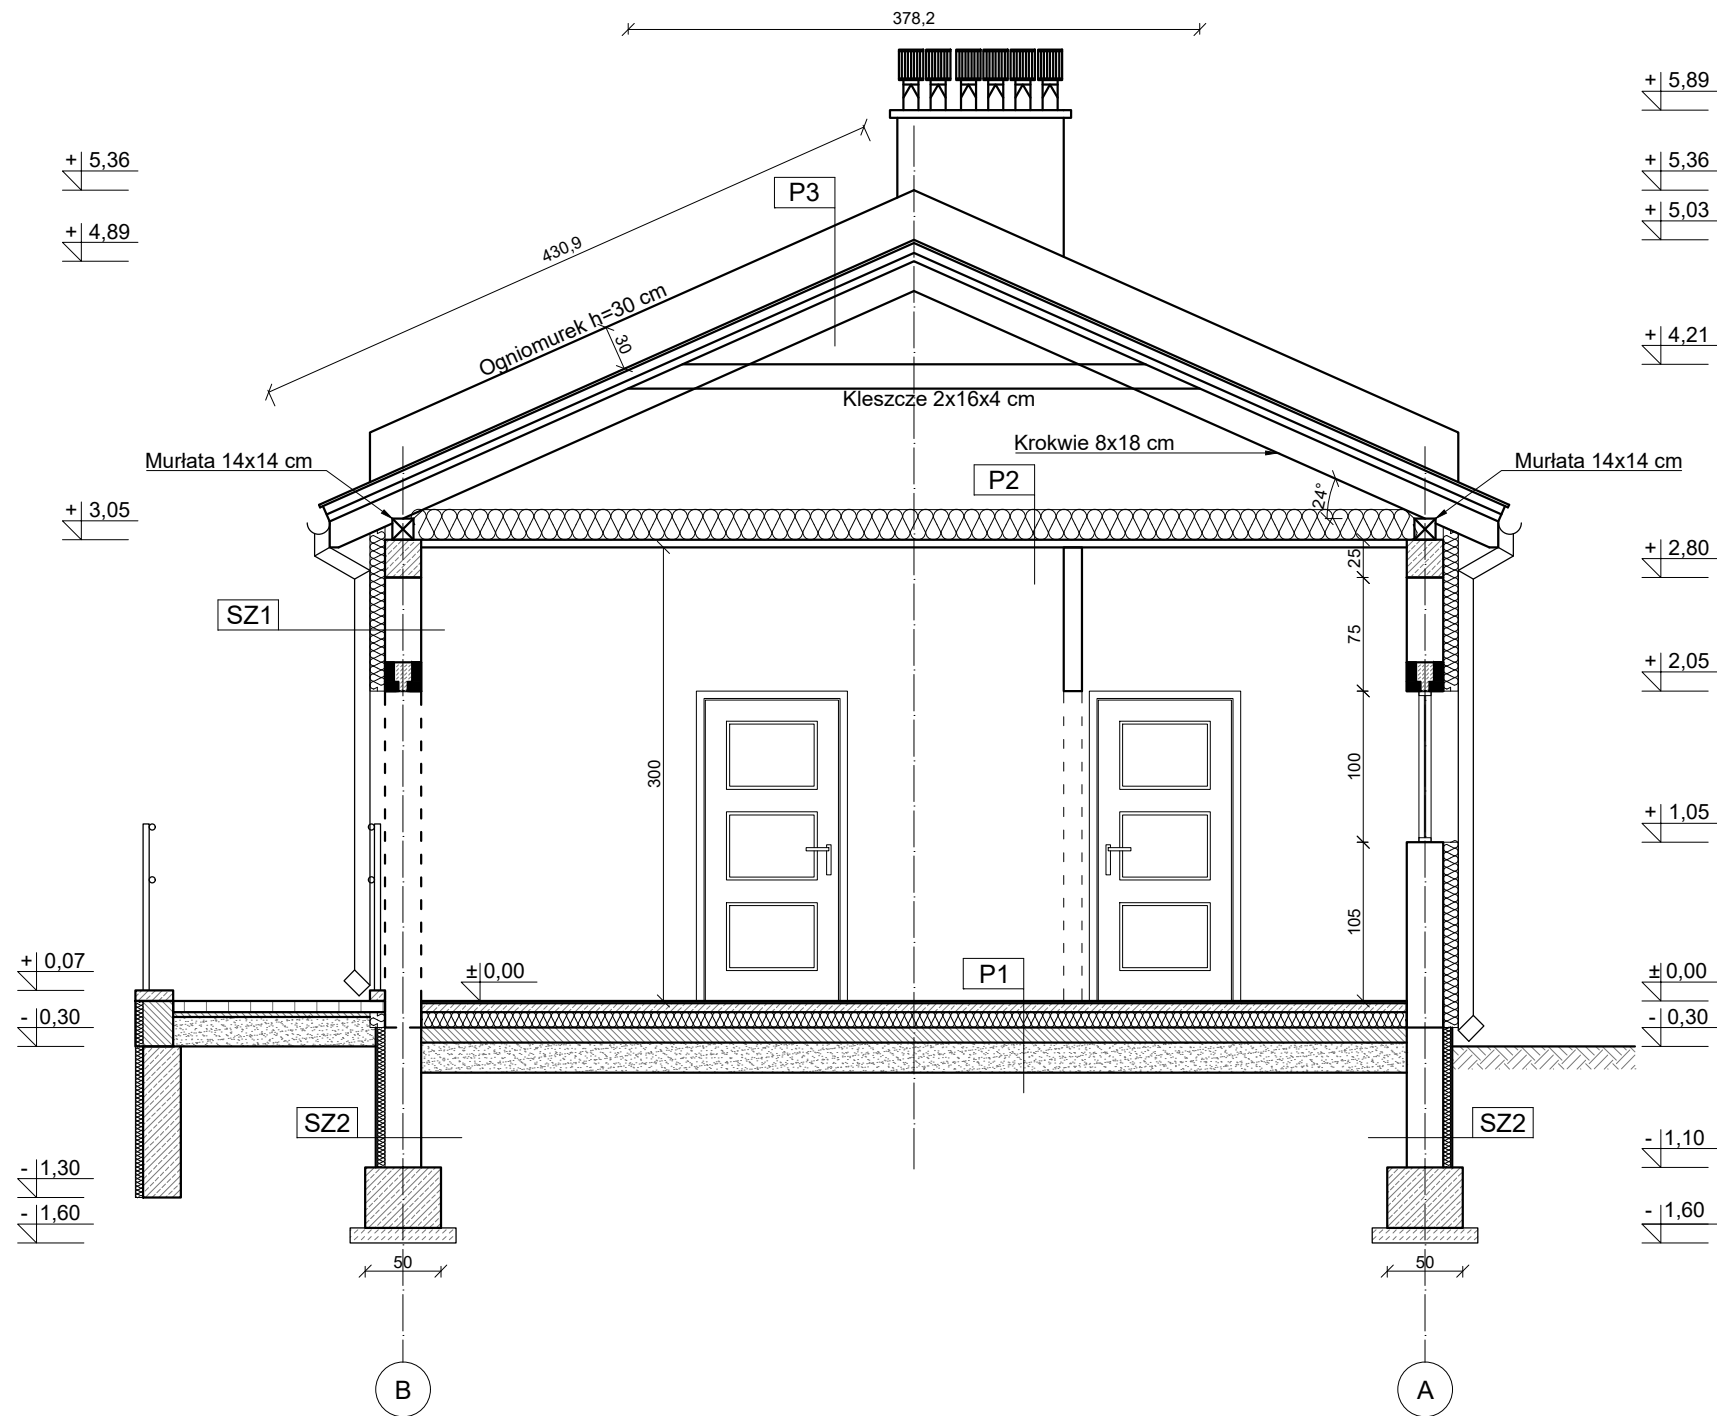 378,2
+ 5,89
+ 5,36
+ 5,36
P3
+ 5,03
+ 4,89
430,9
Ogniomurek h=30 cm
30
+ 4,21
Kleszcze 2x16x4 cm
Krokwie 8x18 cm
Murłata 14x14 cm
Murłata 14x14 cm
P2
24°
+ 3,05
25
+ 2,80
SZ1
75
+ 2,05
300
100
+ 1,05
105
+ 0,07
± 0,00
P1
± 0,00
- 0,30
- 0,30
SZ2
SZ2
- 1,10
- 1,30
- 1,60
- 1,60
50
50
B
A